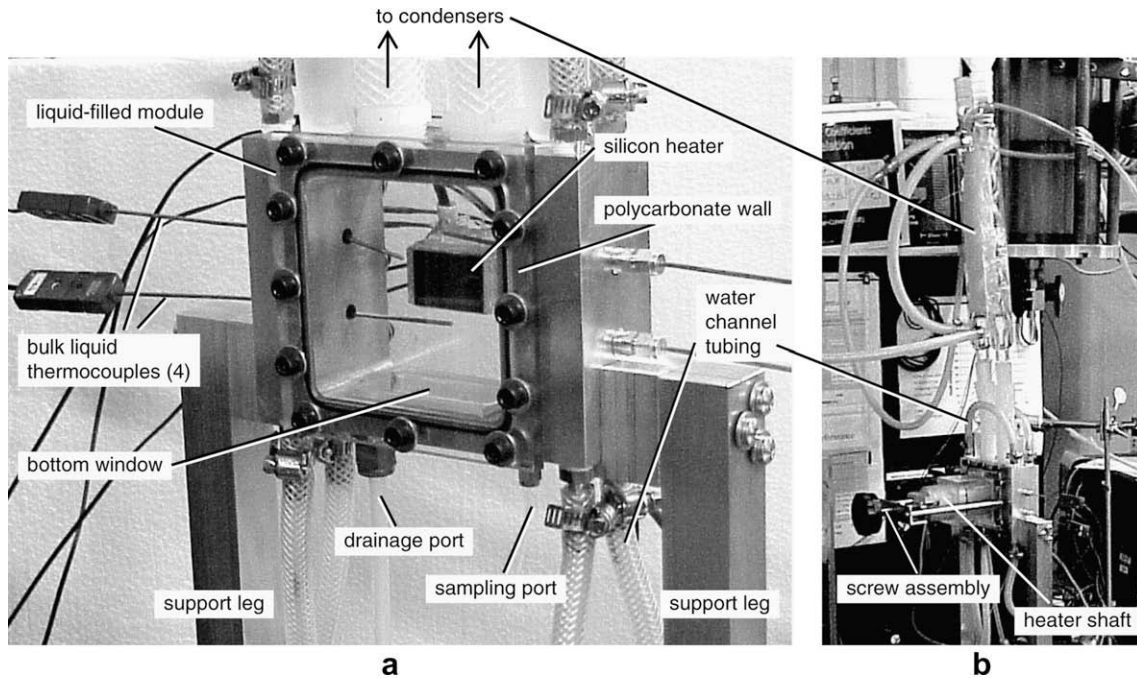 to condensers
liquid-filled module
silicon heater
polycarbonate wall
water
channel
tubing
bulk liquid
thermocouples (4)
bottom window
drainage port
sampling port
support leg
support leg
a
Coefficient:
screw assembly
heater shaft
b